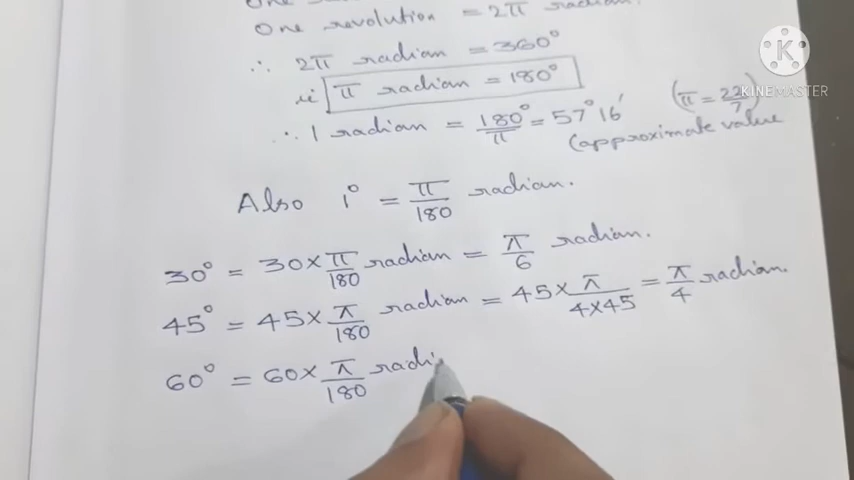 One revolution = 2π radian.
∴ 2π radian = 360°
ie π radian = 180°
∴ 1 radian = 180°/π = 57°16′ (π = 22/7)
(approximate value
Also 1° = π/180 radian.
30° = 30×π/180 radian = π/6 radian.
45° = 45×π/180 radian = 45×π/4×45 = π/4 radian.
60° = 60×π/180 radi
KINEMASTER